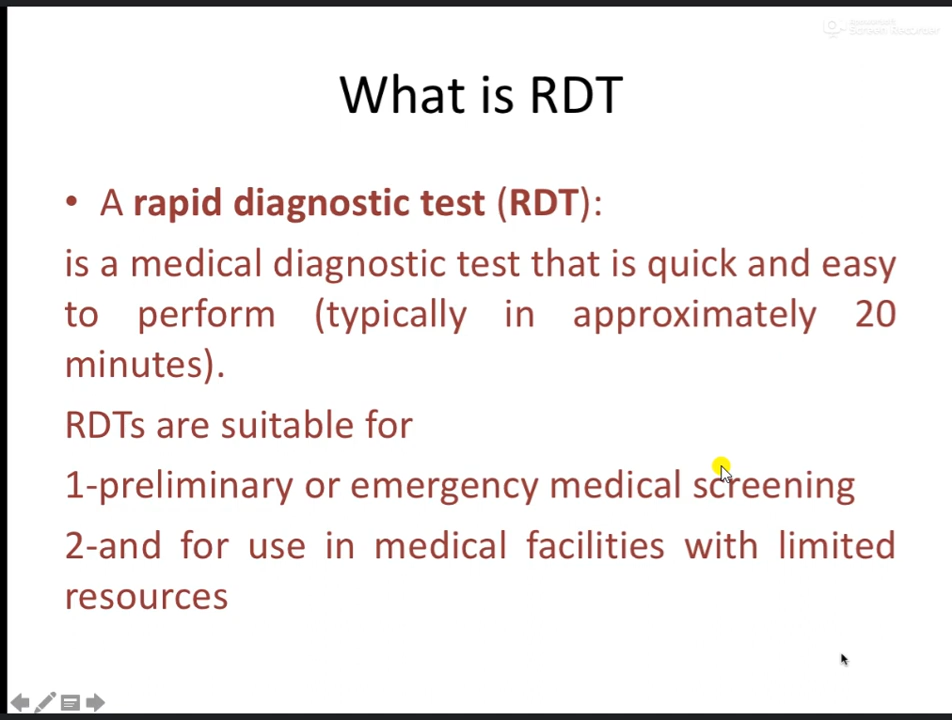 Screen Recorder
What is RDT
• A rapid diagnostic test (RDT):
is a medical diagnostic test that is quick and easy
to perform (typically in approximately 20
minutes).
RDTs are suitable for
1-preliminary or emergency medical screening
2-and for use in medical facilities with limited
resources